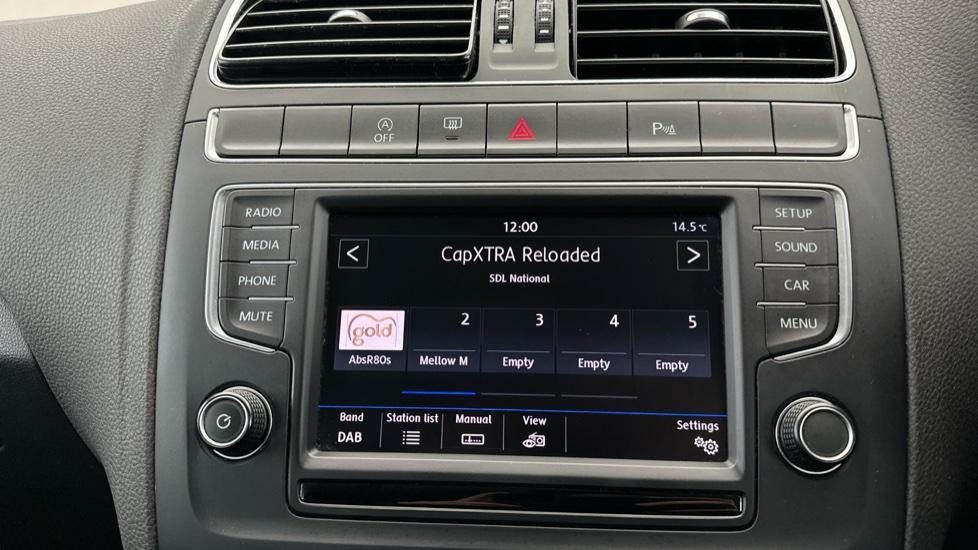 A
OFF
P
RADIO
MEDIA
PHONE
MUTE
SETUP
SOUND
CAR
MENU
12:00
14.5 °C
<
CapXTRA Reloaded
>
SDL National
gold
AbsR80s
2
Mellow M
3
Empty
4
Empty
5
Empty
Band
DAB
Station list
Manual
View
Settings